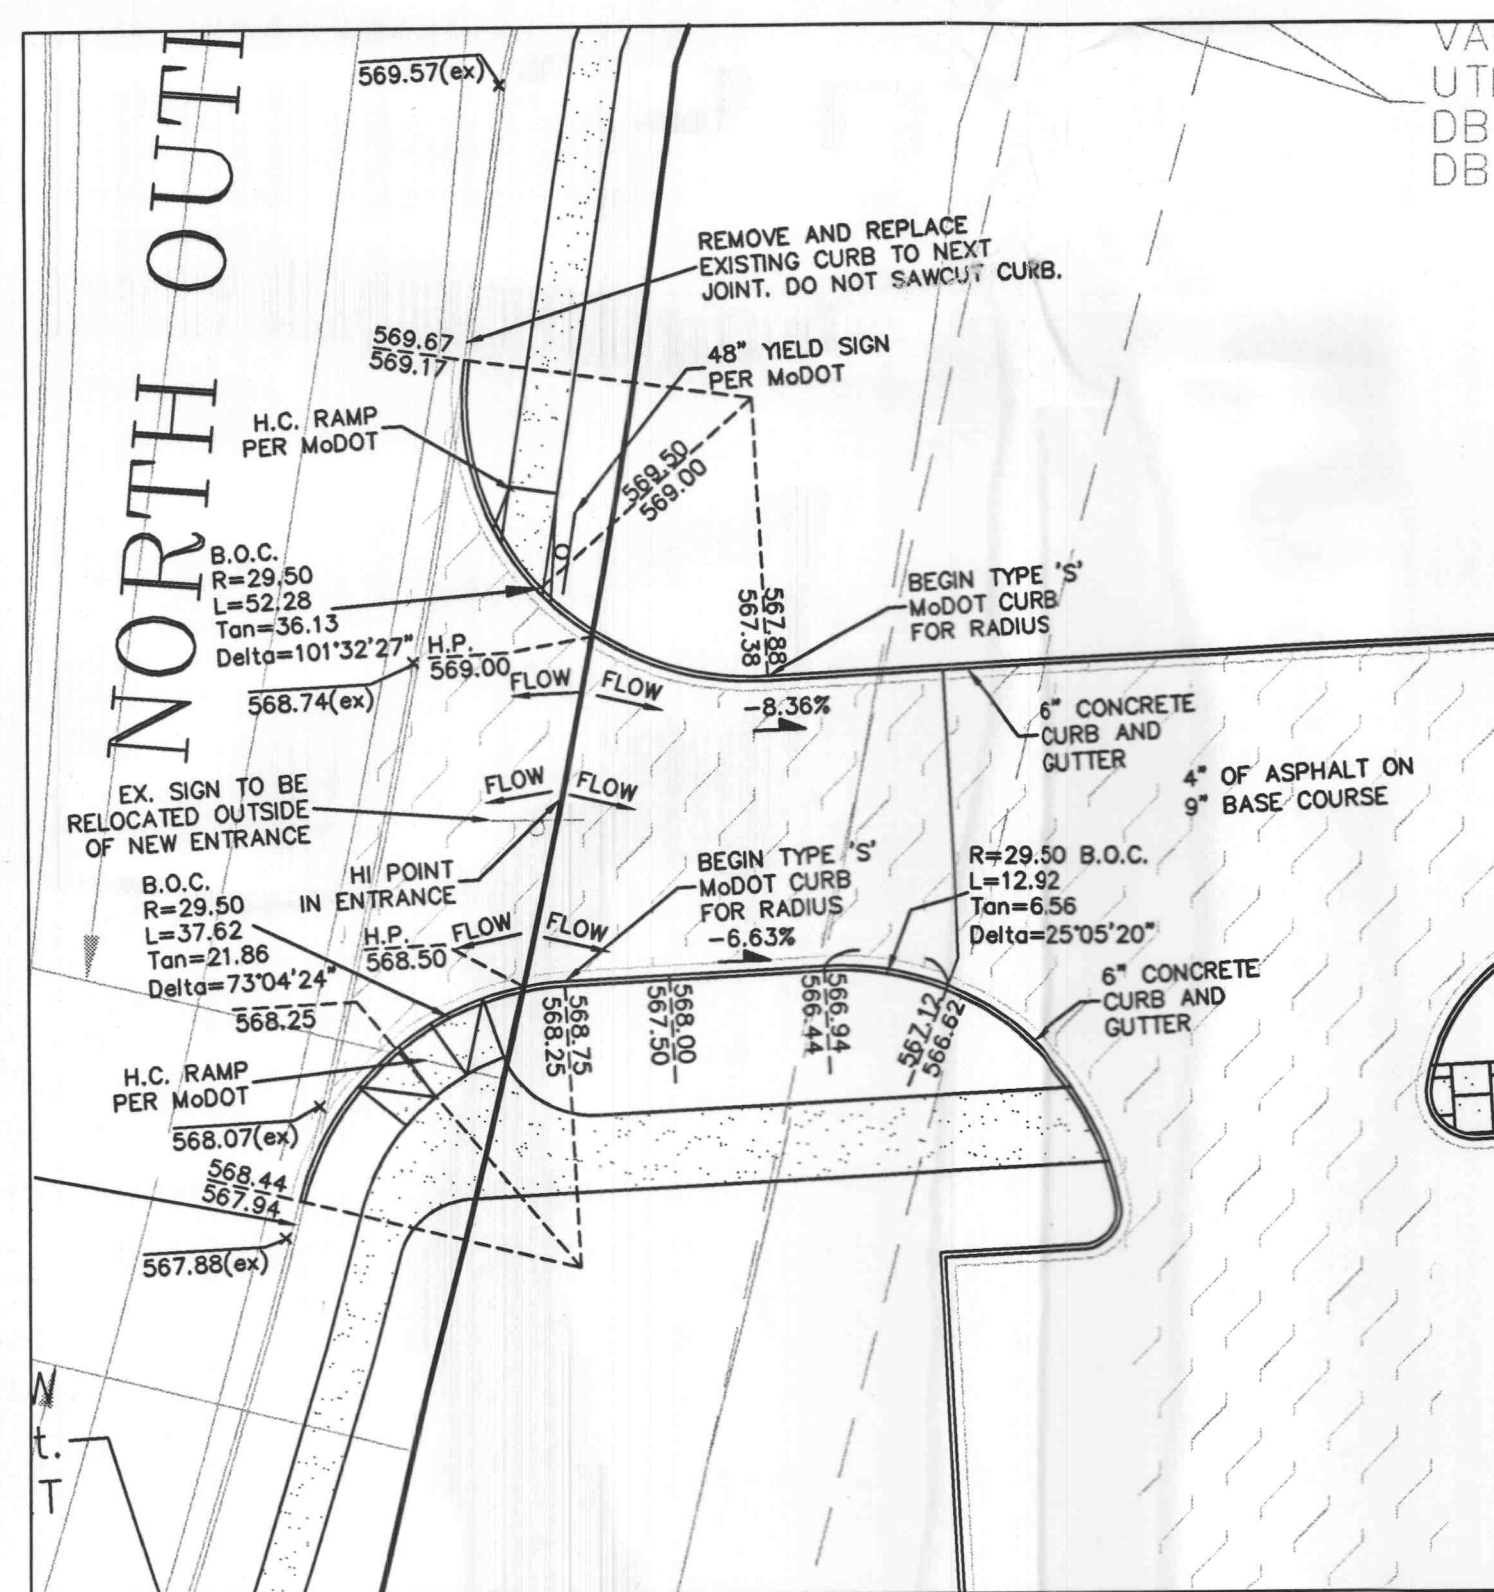 NORTH OUT
VA
UT
DB
DB
569.57(ex)
REMOVE AND REPLACE
EXISTING CURB TO NEXT
JOINT. DO NOT SAWCUT CURB.
569.67
569.17
48" YIELD SIGN
PER MoDOT
H.C. RAMP
PER MoDOT
569.50
569.00
B.O.C.
R=29.50
L=52.28
Tan=36.13
Delta=101°32'27"
H.P.
569.00
568.74(ex)
567.88
567.38
BEGIN TYPE 'S'
MoDOT CURB
FOR RADIUS
FLOW
FLOW
-8.36%
6" CONCRETE
CURB AND
GUTTER
4" OF ASPHALT ON
9" BASE COURSE
EX. SIGN TO BE
RELOCATED OUTSIDE
OF NEW ENTRANCE
FLOW
FLOW
HI POINT
IN ENTRANCE
BEGIN TYPE 'S'
MoDOT CURB
FOR RADIUS
-6.63%
R=29.50 B.O.C.
L=12.92
Tan=6.56
Delta=25°05'20"
B.O.C.
R=29.50
L=37.62
Tan=21.86
Delta=73°04'24"
568.25
H.P.
568.50
FLOW
FLOW
6" CONCRETE
CURB AND
GUTTER
568.75
568.25
568.00
567.50
566.94
566.44
567.12
566.62
H.C. RAMP
PER MoDOT
568.07(ex)
568.44
567.94
567.88(ex)
W
t.
T